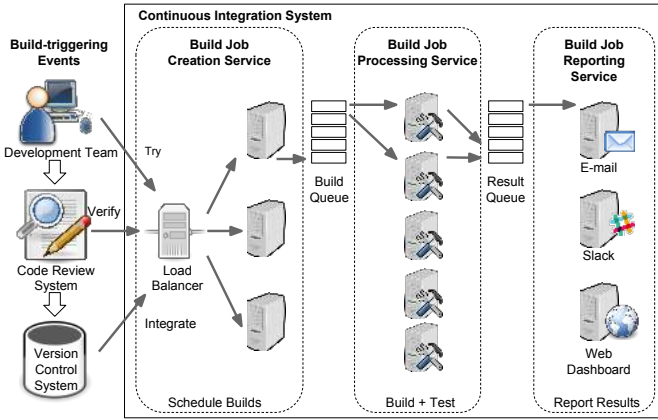 Continuous Integration System
Build-triggering
Events
Development Team
Code Review
System
Version
Control
System
Try
Verify
Integrate
Build Job
Creation Service
Load
Balancer
Schedule Builds
Build
Queue
Build Job
Processing Service
Build + Test
Result
Queue
Build Job
Reporting
Service
E-mail
Slack
Web
Dashboard
Report Results